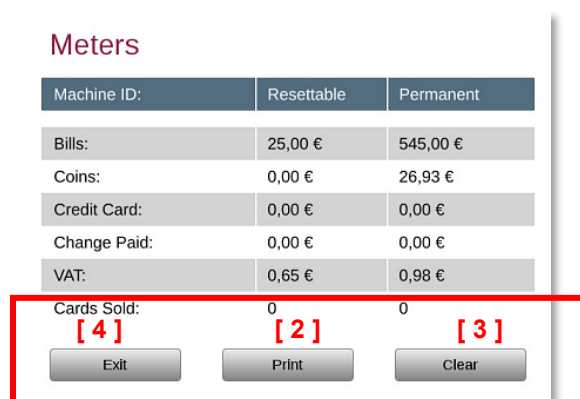 Meters
Machine ID: Resettable Permanent
Bills: 25,00 € 545,00 €
Coins: 0,00 € 26,93 €
Credit Card: 0,00 € 0,00 €
Change Paid: 0,00 € 0,00 €
VAT: 0,65 € 0,98 €
Cards Sold: 0 0
[ 4 ] [ 2 ] [ 3 ]
Exit Print Clear